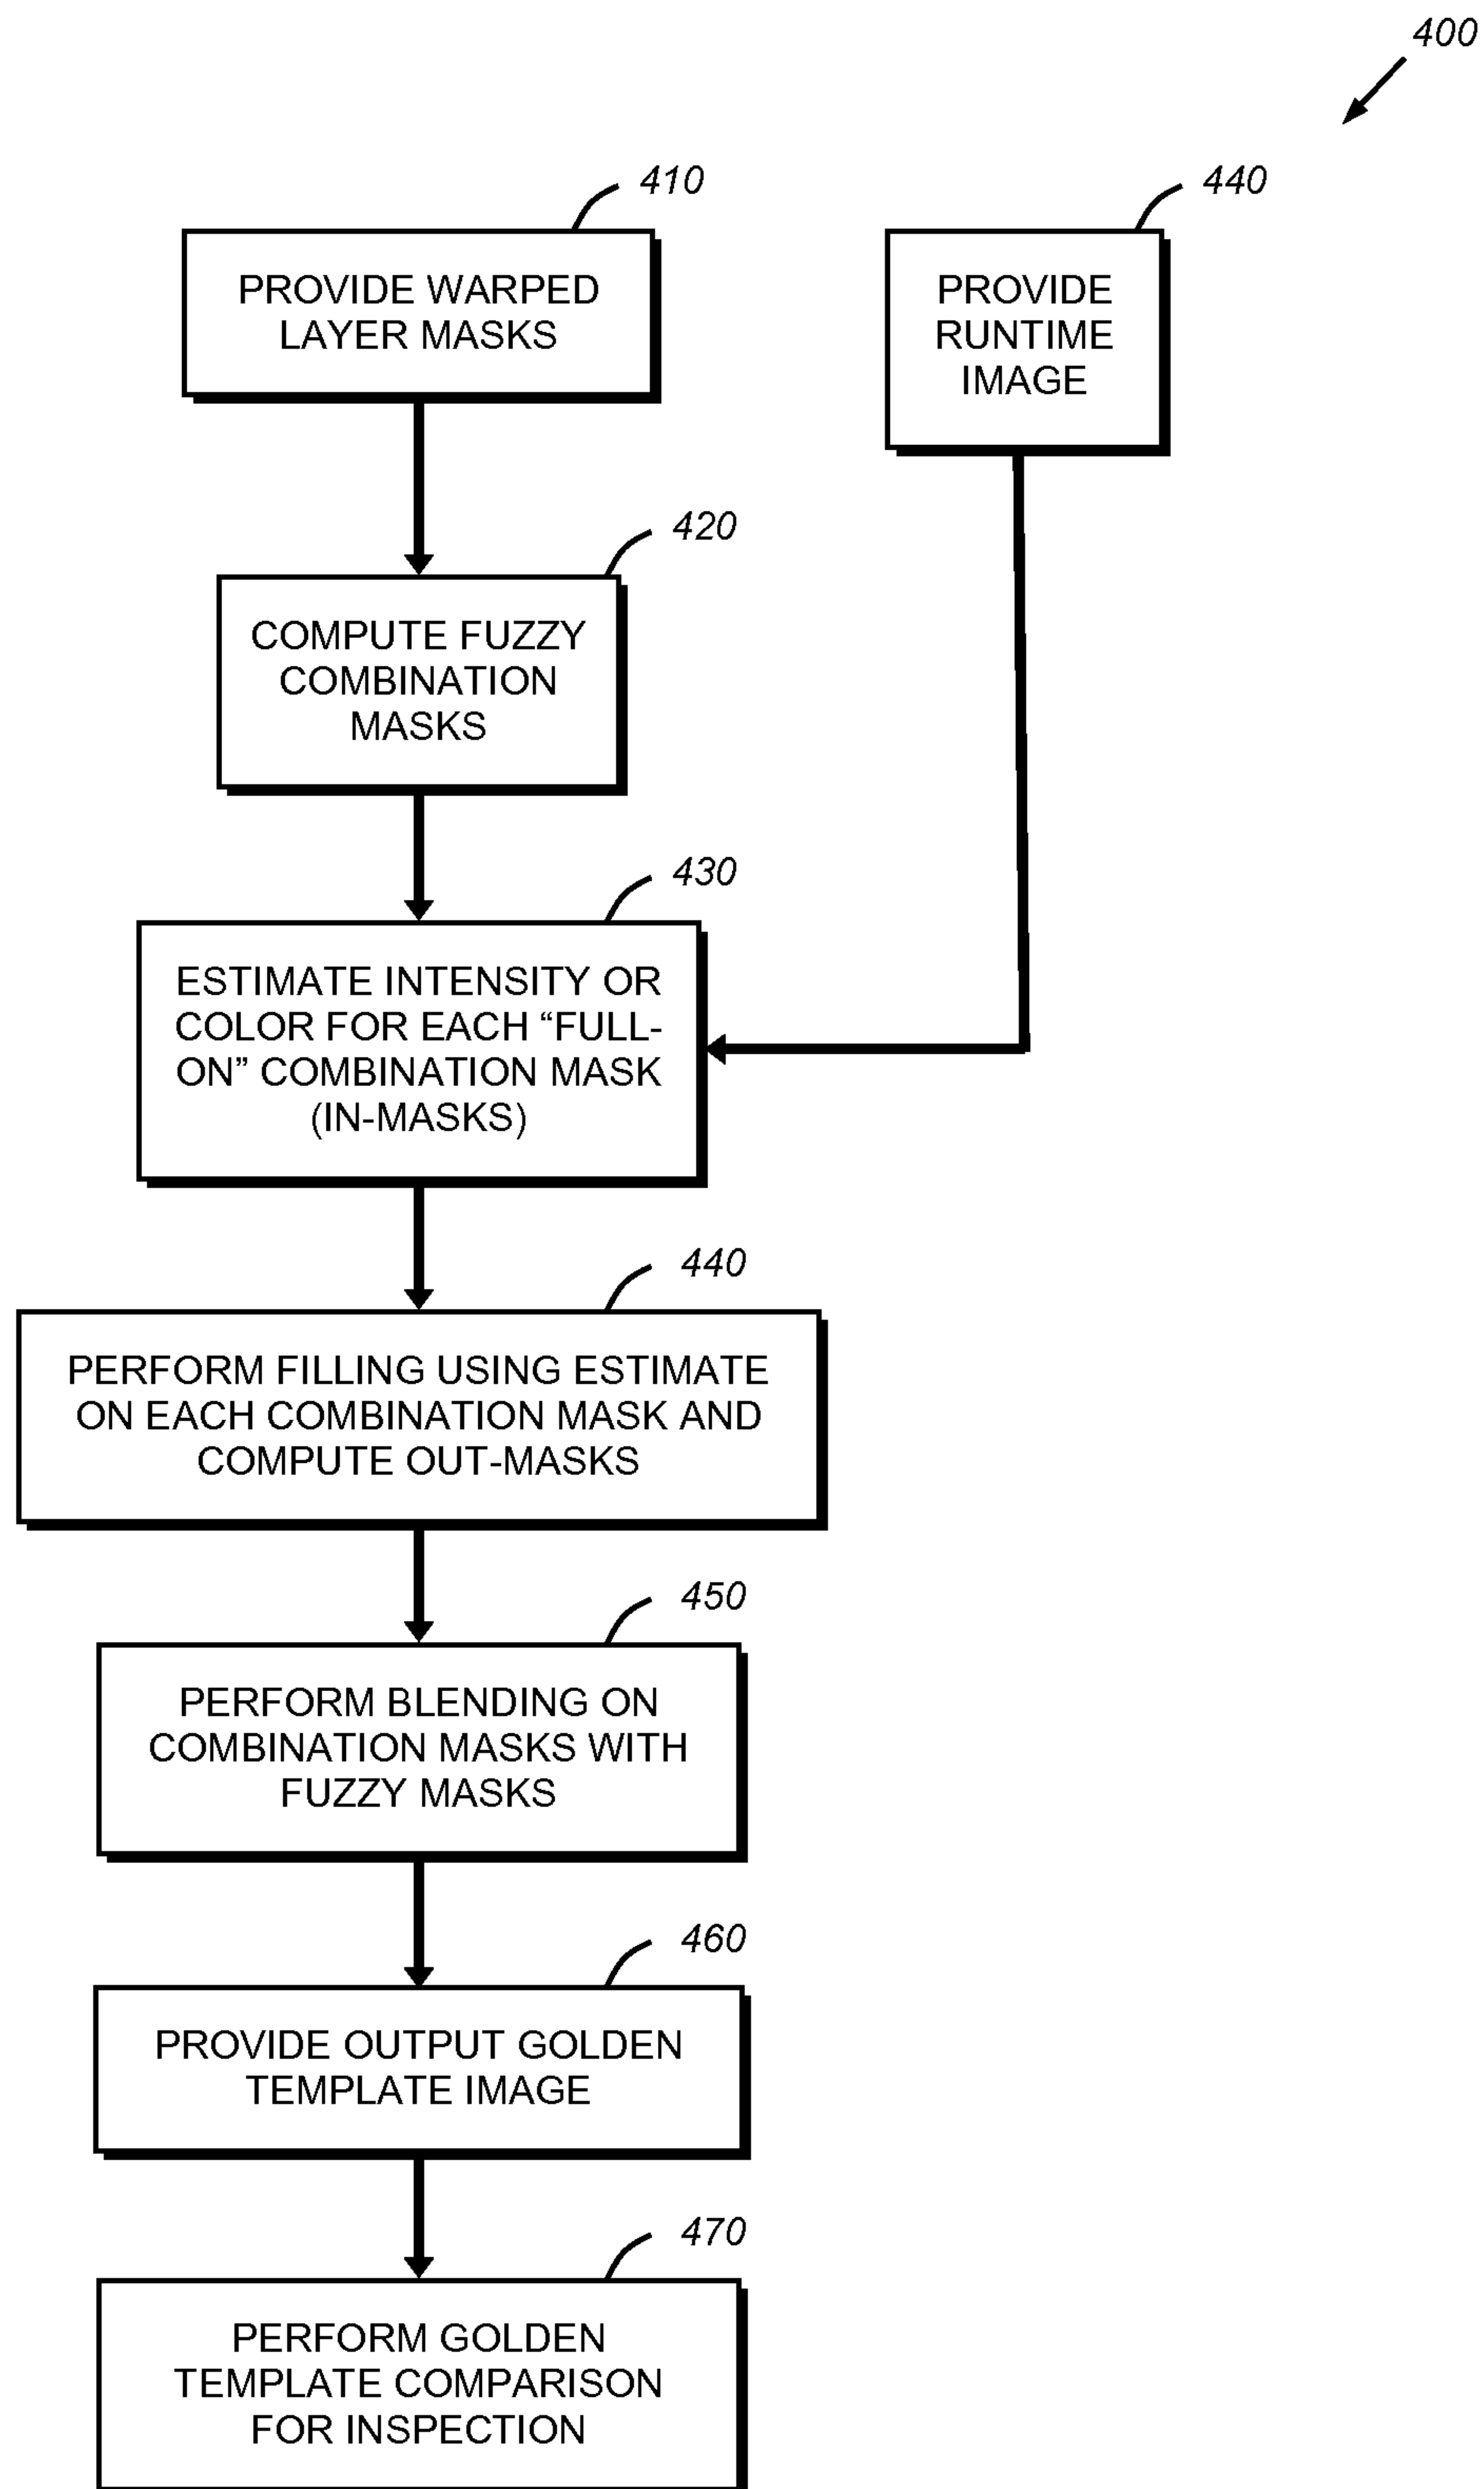 400
410
PROVIDE WARPED
LAYER MASKS
440
PROVIDE
RUNTIME
IMAGE
420
COMPUTE FUZZY
COMBINATION
MASKS
430
ESTIMATE INTENSITY OR
COLOR FOR EACH “FULL-
ON” COMBINATION MASK
(IN-MASKS)
440
PERFORM FILLING USING ESTIMATE
ON EACH COMBINATION MASK AND
COMPUTE OUT-MASKS
450
PERFORM BLENDING ON
COMBINATION MASKS WITH
FUZZY MASKS
460
PROVIDE OUTPUT GOLDEN
TEMPLATE IMAGE
470
PERFORM GOLDEN
TEMPLATE COMPARISON
FOR INSPECTION